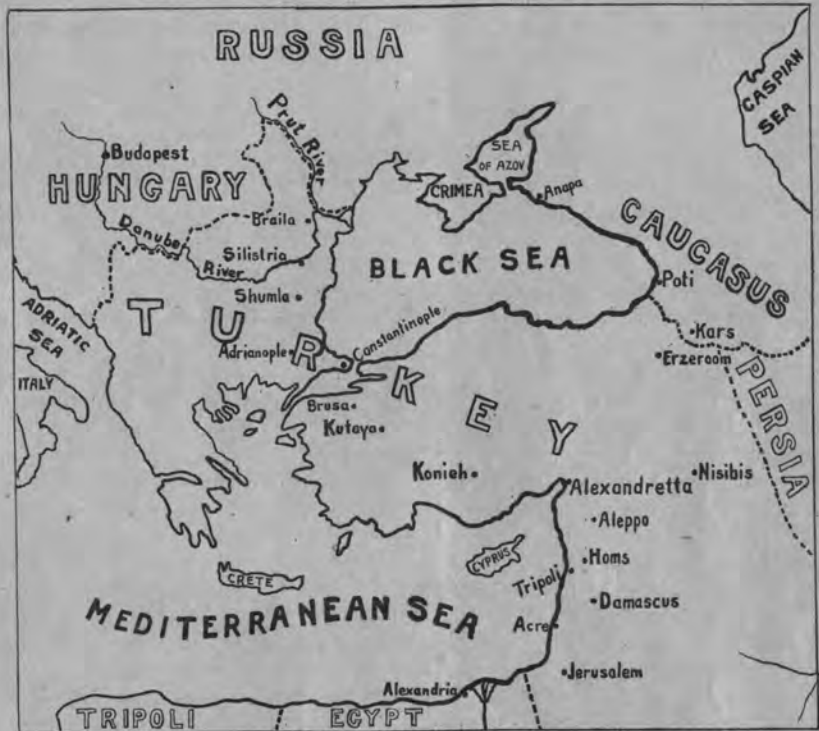 RUSSIA
CASPIAN SEA
Prut River
SEA OF AZOV
Budapest
HUNGARY
CRIMEA
Anapa
CAUCASUS
Braila
Danube River
Silistria
BLACK SEA
Poti
Shumla
TURKEY
ADRIATIC SEA
Constantinople
Kars
Adrianople
Erzeroom
PERSIA
ITALY
Brusa
Kutaya
Konieh
Alexandretta
Nisibis
Aleppo
CYPRUS
Homs
CRETE
Tripoli
Damascus
MEDITERRANEAN SEA
Acre
Jerusalem
Alexandria
TRIPOLI
EGYPT